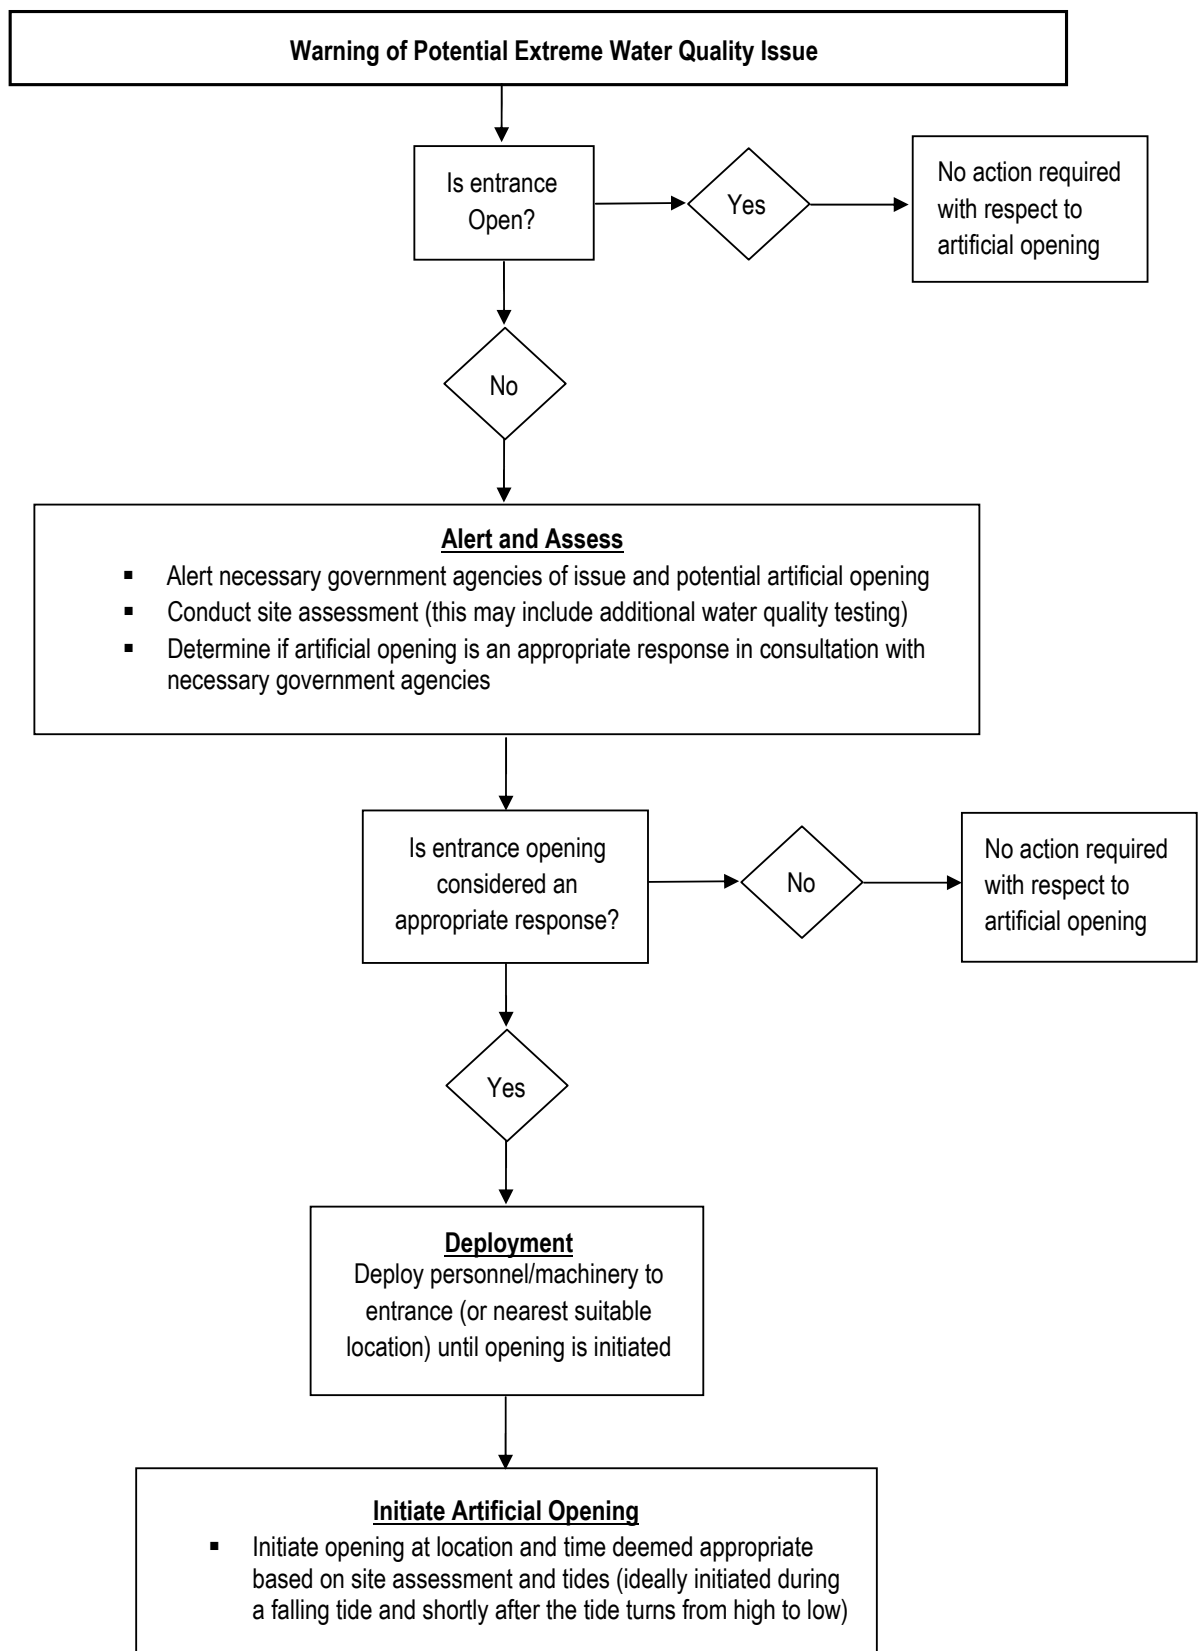 Warning of Potential Extreme Water Quality Issue
Is entrance
Open?
Yes
No action required
with respect to
artificial opening
No
Alert and Assess
▪ Alert necessary government agencies of issue and potential artificial opening
▪ Conduct site assessment (this may include additional water quality testing)
▪ Determine if artificial opening is an appropriate response in consultation with
necessary government agencies
Is entrance opening
considered an
appropriate response?
No
No action required
with respect to
artificial opening
Yes
Deployment
Deploy personnel/machinery to
entrance (or nearest suitable
location) until opening is initiated
Initiate Artificial Opening
▪ Initiate opening at location and time deemed appropriate
based on site assessment and tides (ideally initiated during
a falling tide and shortly after the tide turns from high to low)